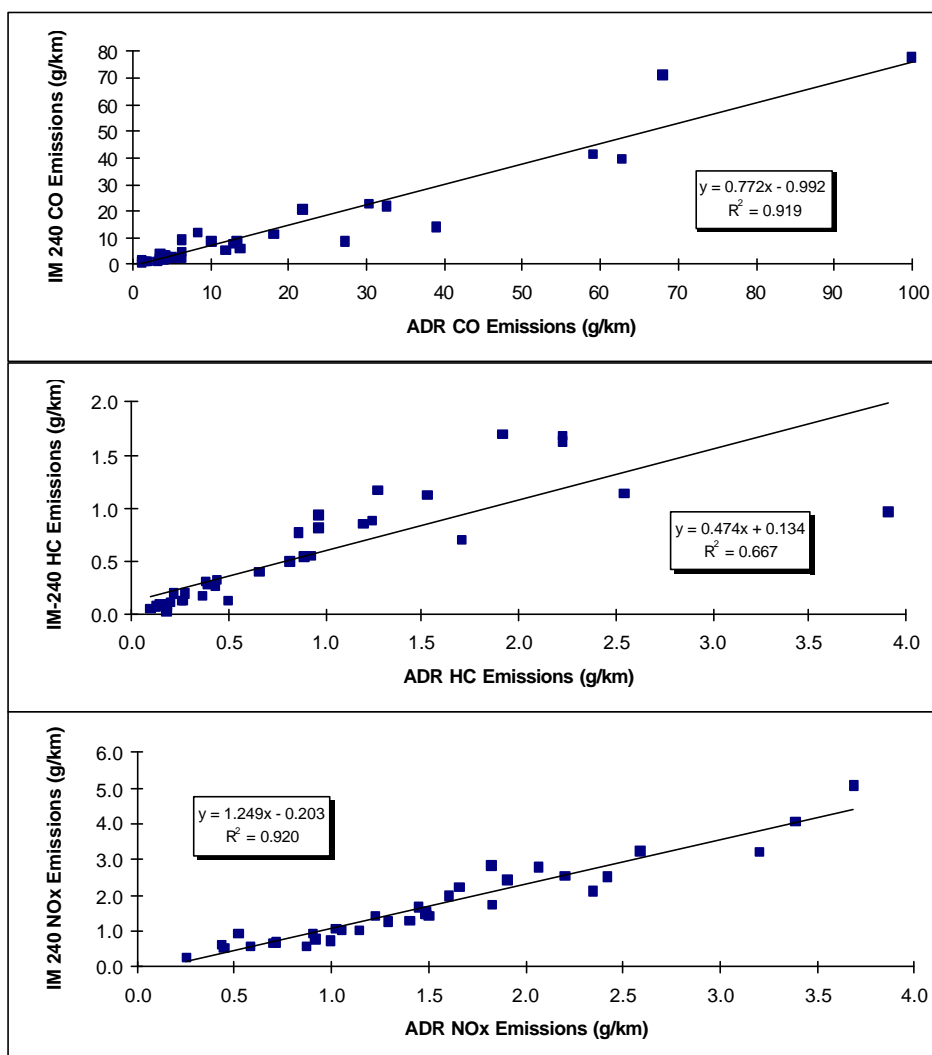 80
70
60
50
40
30
20
10
0
IM 240 CO Emissions (g/km)
y = 0.772x - 0.992
R² = 0.919
0 10 20 30 40 50 60 70 80 90 100
ADR CO Emissions (g/km)
2.0
1.5
1.0
0.5
0.0
IM-240 HC Emissions (g/km)
y = 0.474x + 0.134
R² = 0.667
0.0 0.5 1.0 1.5 2.0 2.5 3.0 3.5 4.0
ADR HC Emissions (g/km)
6.0
5.0
4.0
3.0
2.0
1.0
0.0
IM 240 NOx Emissions (g/km)
y = 1.249x - 0.203
R² = 0.920
0.0 0.5 1.0 1.5 2.0 2.5 3.0 3.5 4.0
ADR NOx Emissions (g/km)